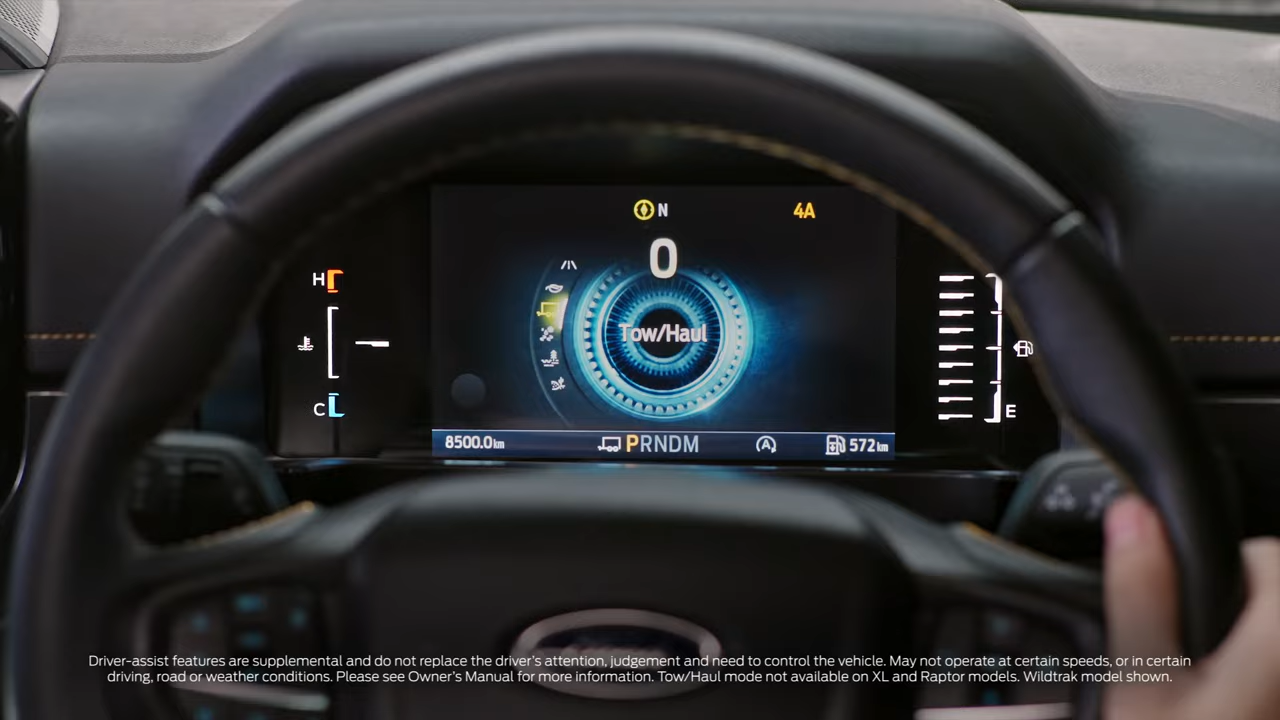 N
4A
0
H
Tow/Haul
C
E
8500.0km
PRNDM
A
572km
Driver-assist features are supplemental and do not replace the driver's attention, judgement and need to control the vehicle. May not operate at certain speeds, or in certain
driving, road or weather conditions. Please see Owner's Manual for more information. Tow/Haul mode not available on XL and Raptor models. Wildtrak model shown.